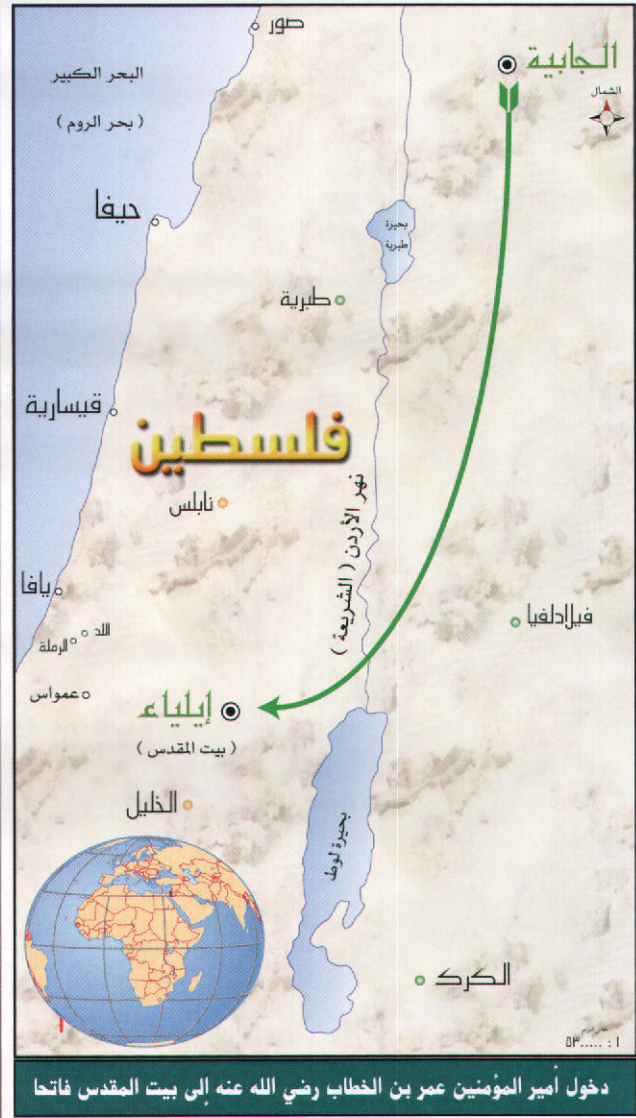 صور
الجابية
البحر الكبير
( بحر الروم )
الشمال
حيفا
بحيرة
طبرية
طبرية
قيسارية
فلسطين
نابلس
نهر الأردن ( الشريعة )
يافا
فيلادلفيا
اللد
الرملة
عمواس
إيلياء
( بيت المقدس )
الخليل
بحيرة لوط
الكرك
دخول أمير المؤمنين عمر بن الخطاب رضي الله عنه إلى بيت المقدس فاتحا